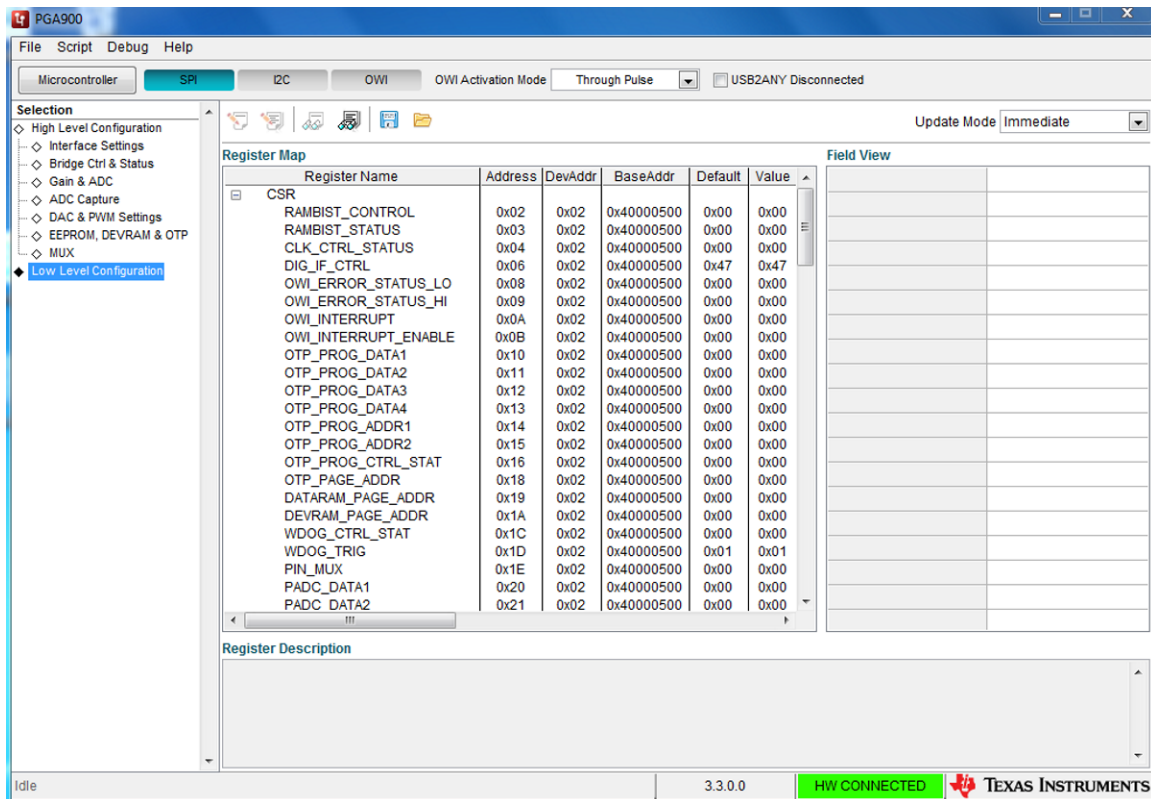 PGA900
File Script Debug Help
Microcontroller SPI I2C OWI OWI Activation Mode Through Pulse USB2ANY Disconnected
Selection
High Level Configuration
Interface Settings
Bridge Ctrl & Status
Gain & ADC
ADC Capture
DAC & PWM Settings
EEPROM, DEVRAM & OTP
MUX
Low Level Configuration
Update Mode Immediate
Register Map
Register Name Address DevAddr BaseAddr Default Value
CSR
RAMBIST_CONTROL 0x02 0x02 0x40000500 0x00 0x00
RAMBIST_STATUS 0x03 0x02 0x40000500 0x00 0x00
CLK_CTRL_STATUS 0x04 0x02 0x40000500 0x00 0x00
DIG_IF_CTRL 0x06 0x02 0x40000500 0x47 0x47
OWI_ERROR_STATUS_LO 0x08 0x02 0x40000500 0x00 0x00
OWI_ERROR_STATUS_HI 0x09 0x02 0x40000500 0x00 0x00
OWI_INTERRUPT 0x0A 0x02 0x40000500 0x00 0x00
OWI_INTERRUPT_ENABLE 0x0B 0x02 0x40000500 0x00 0x00
OTP_PROG_DATA1 0x10 0x02 0x40000500 0x00 0x00
OTP_PROG_DATA2 0x11 0x02 0x40000500 0x00 0x00
OTP_PROG_DATA3 0x12 0x02 0x40000500 0x00 0x00
OTP_PROG_DATA4 0x13 0x02 0x40000500 0x00 0x00
OTP_PROG_ADDR1 0x14 0x02 0x40000500 0x00 0x00
OTP_PROG_ADDR2 0x15 0x02 0x40000500 0x00 0x00
OTP_PROG_CTRL_STAT 0x16 0x02 0x40000500 0x00 0x00
OTP_PAGE_ADDR 0x18 0x02 0x40000500 0x00 0x00
DATARAM_PAGE_ADDR 0x19 0x02 0x40000500 0x00 0x00
DEVRAM_PAGE_ADDR 0x1A 0x02 0x40000500 0x00 0x00
WDOG_CTRL_STAT 0x1C 0x02 0x40000500 0x00 0x00
WDOG_TRIG 0x1D 0x02 0x40000500 0x01 0x01
PIN_MUX 0x1E 0x02 0x40000500 0x00 0x00
PADC_DATA1 0x20 0x02 0x40000500 0x00 0x00
PADC_DATA2 0x21 0x02 0x40000500 0x00 0x00
Field View
Register Description
Idle 3.3.0.0 HW CONNECTED TEXAS INSTRUMENTS